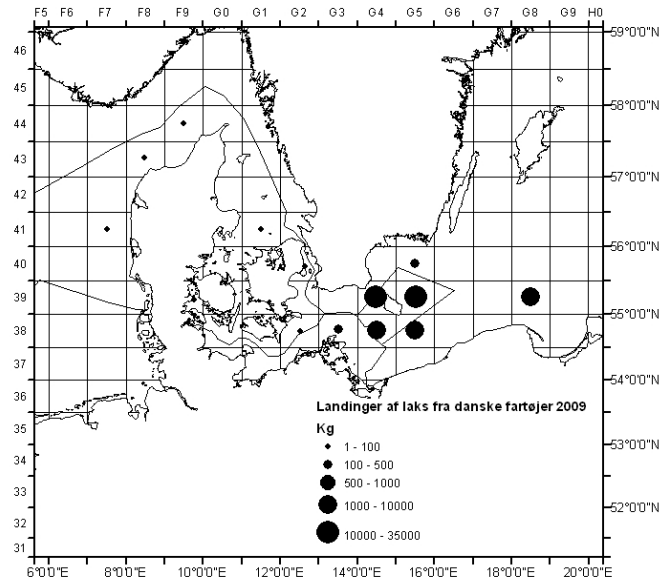 F5 F6 F7 F8 F9 G0 G1 G2 G3 G4 G5 G6 G7 G8 G9 H0
46
45
44
43
42
41
40
39
38
37
36
35
34
33
32
31
59°0'0"N
58°0'0"N
57°0'0"N
56°0'0"N
55°0'0"N
54°0'0"N
53°0'0"N
52°0'0"N
Landinger af laks fra danske fartøjer 2009
Kg
1 - 100
100 - 500
500 - 1000
1000 - 10000
10000 - 35000
6°0'0"E 8°0'0"E 10°0'0"E 12°0'0"E 14°0'0"E 16°0'0"E 18°0'0"E 20°0'0"E